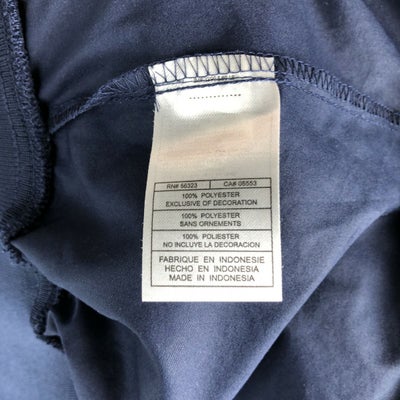 RN# 56323 CA# 05553
100% POLYESTER
EXCLUSIVE OF DECORATION
100% POLYESTER
SANS ORNEMENTS
100% POLIESTER
NO INCLUYE LA DECORACION
FABRIQUE EN INDONESIE
HECHO EN INDONESIA
MADE IN INDONESIA